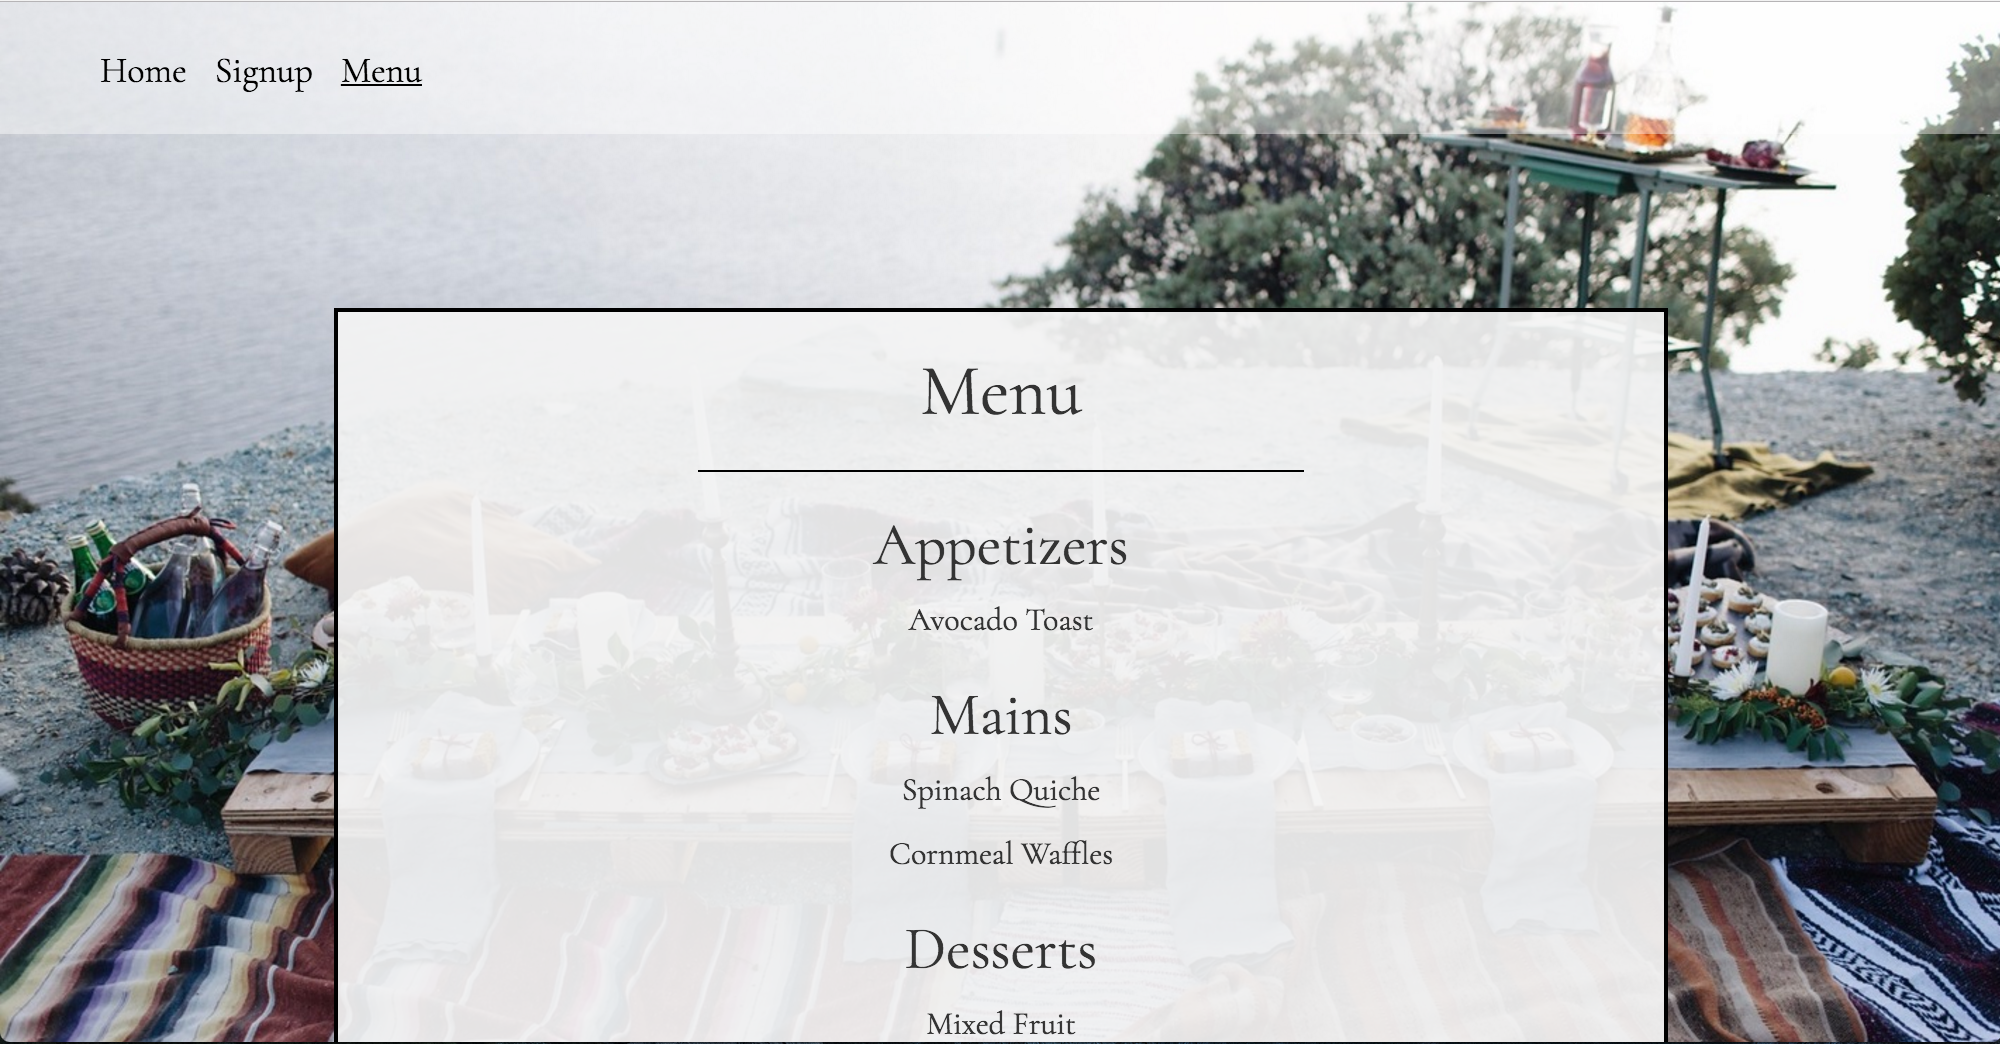 Home Signup Menu
Menu
Appetizers
Avocado Toast
Mains
Spinach Quiche
Cornmeal Waffles
Desserts
Mixed Fruit